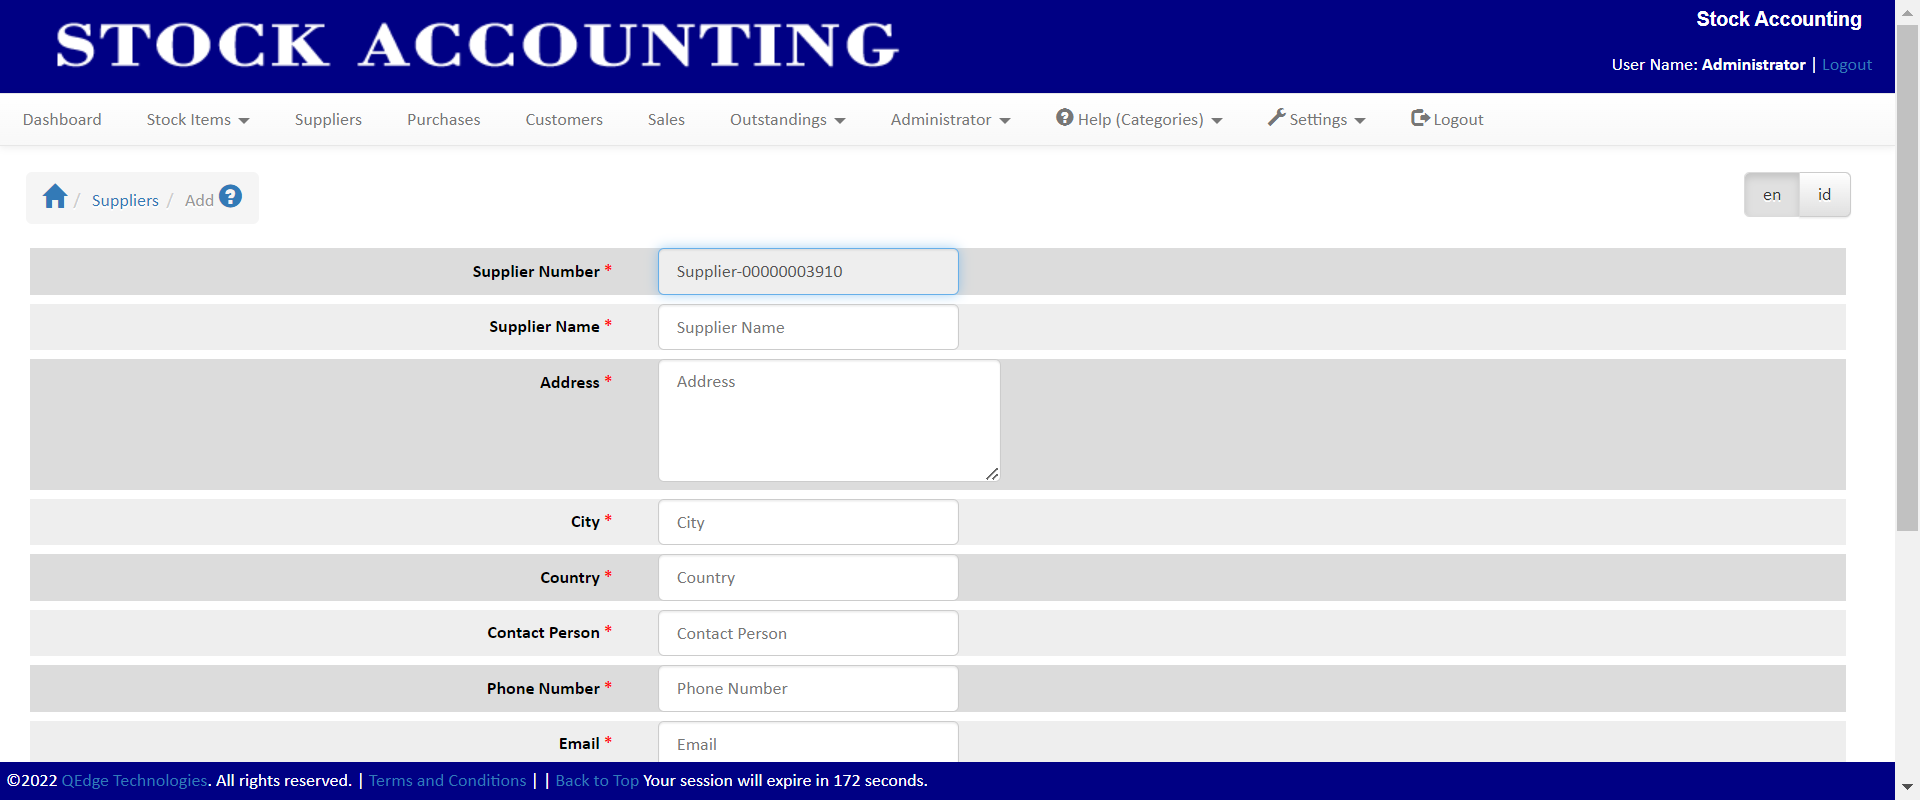 STOCK ACCOUNTING
Stock Accounting
User Name: Administrator | Logout
Dashboard Stock Items Suppliers Purchases Customers Sales Outstandings Administrator Help (Categories) Settings Logout
/ Suppliers / Add
en id
Supplier Number * Supplier-00000003910
Supplier Name * Supplier Name
Address * Address
City * City
Country * Country
Contact Person * Contact Person
Phone Number * Phone Number
Email * Email
©2022 QEdge Technologies. All rights reserved. | Terms and Conditions | | Back to Top Your session will expire in 172 seconds.